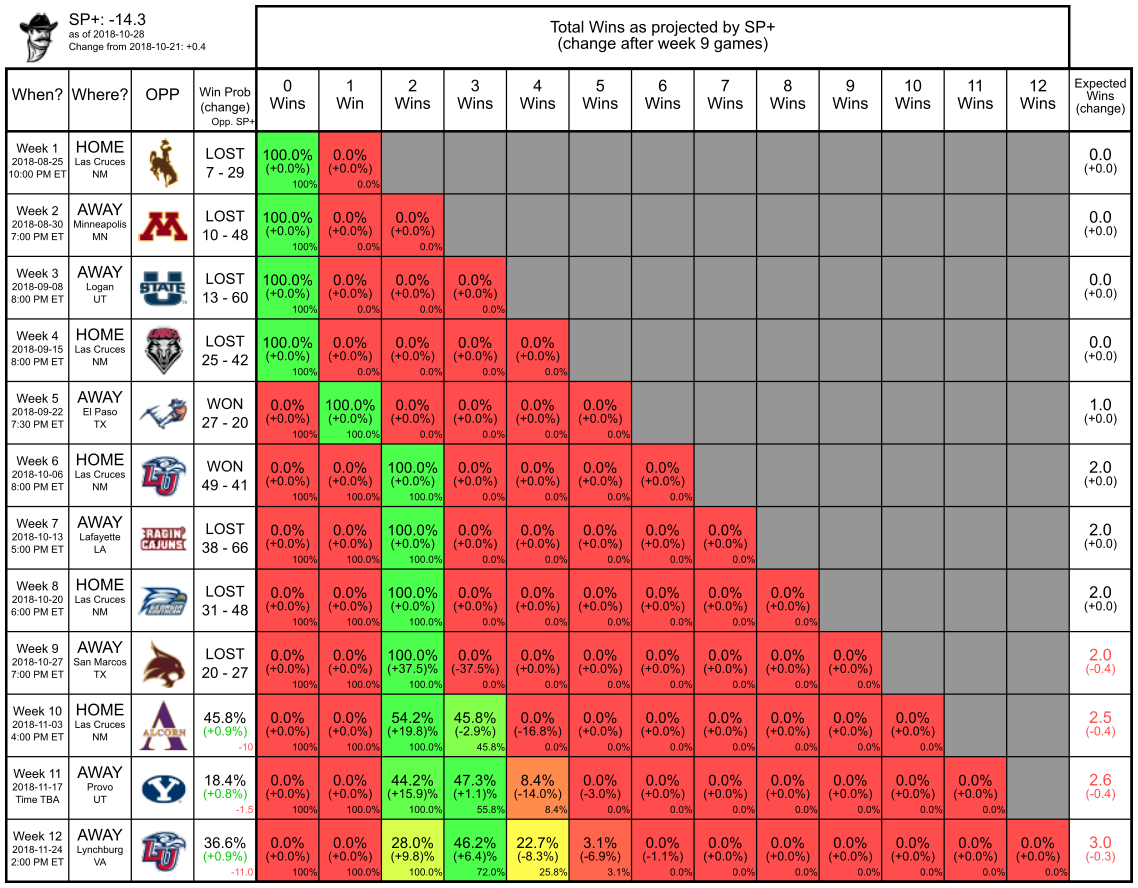 SP+: -14.3
as of 2018-10-28
Change from 2018-10-21: +0.4
Total Wins as projected by SP+
(change after week 9 games)
When? Where? OPP Win Prob (change) Opp. SP+ 0 Wins 1 Win 2 Wins 3 Wins 4 Wins 5 Wins 6 Wins 7 Wins 8 Wins 9 Wins 10 Wins 11 Wins 12 Wins Expected Wins (change)
Week 1 HOME LOST 100.0% 0.0% 0.0
2018-08-25 Las Cruces (+0.0%) (+0.0%) (+0.0)
10:00 PM ET NM 7 - 29 100% 0.0%
Week 2 AWAY M LOST 100.0% 0.0% 0.0% 0.0
2018-08-30 Minneapolis (+0.0%) (+0.0%) (+0.0%) (+0.0)
7:00 PM ET MN 10 - 48 100% 0.0% 0.0%
Week 3 AWAY U STATE LOST 100.0% 0.0% 0.0% 0.0% 0.0
2018-09-08 Logan (+0.0%) (+0.0%) (+0.0%) (+0.0%) (+0.0)
8:00 PM ET UT 13 - 60 100% 0.0% 0.0% 0.0%
Week 4 HOME LOST 100.0% 0.0% 0.0% 0.0% 0.0% 0.0
2018-09-15 Las Cruces (+0.0%) (+0.0%) (+0.0%) (+0.0%) (+0.0%) (+0.0)
8:00 PM ET NM 25 - 42 100% 0.0% 0.0% 0.0% 0.0%
Week 5 AWAY WON 0.0% 100.0% 0.0% 0.0% 0.0% 0.0% 1.0
2018-09-22 El Paso (+0.0%) (+0.0%) (+0.0%) (+0.0%) (+0.0%) (+0.0%) (+0.0)
7:30 PM ET TX 27 - 20 100% 100.0% 0.0% 0.0% 0.0% 0.0%
Week 6 HOME LU WON 0.0% 0.0% 100.0% 0.0% 0.0% 0.0% 0.0% 2.0
2018-10-06 Las Cruces (+0.0%) (+0.0%) (+0.0%) (+0.0%) (+0.0%) (+0.0%) (+0.0%) (+0.0)
8:00 PM ET NM 49 - 41 100% 100.0% 100.0% 0.0% 0.0% 0.0% 0.0%
Week 7 AWAY RAGIN' CAJUNS LOST 0.0% 0.0% 100.0% 0.0% 0.0% 0.0% 0.0% 0.0% 2.0
2018-10-13 Lafayette (+0.0%) (+0.0%) (+0.0%) (+0.0%) (+0.0%) (+0.0%) (+0.0%) (+0.0%) (+0.0)
5:00 PM ET LA 38 - 66 100% 100.0% 100.0% 0.0% 0.0% 0.0% 0.0% 0.0%
Week 8 HOME GEORGIA SOUTHERN LOST 0.0% 0.0% 100.0% 0.0% 0.0% 0.0% 0.0% 0.0% 0.0% 2.0
2018-10-20 Las Cruces (+0.0%) (+0.0%) (+0.0%) (+0.0%) (+0.0%) (+0.0%) (+0.0%) (+0.0%) (+0.0%) (+0.0)
6:00 PM ET NM 31 - 48 100% 100.0% 100.0% 0.0% 0.0% 0.0% 0.0% 0.0% 0.0%
Week 9 AWAY LOST 0.0% 0.0% 100.0% 0.0% 0.0% 0.0% 0.0% 0.0% 0.0% 0.0% 2.0
2018-10-27 San Marcos (+0.0%) (+0.0%) (+37.5)% (-37.5%) (+0.0%) (+0.0%) (+0.0%) (+0.0%) (+0.0%) (+0.0%) (-0.4)
7:00 PM ET TX 20 - 27 100% 100.0% 100.0% 0.0% 0.0% 0.0% 0.0% 0.0% 0.0% 0.0%
Week 10 HOME A ALCORN 45.8% 0.0% 0.0% 54.2% 45.8% 0.0% 0.0% 0.0% 0.0% 0.0% 0.0% 0.0% 2.5
2018-11-03 Las Cruces (+0.9%) (+0.0%) (+0.0%) (+19.8)% (-2.9%) (-16.8%) (+0.0%) (+0.0%) (+0.0%) (+0.0%) (+0.0%) (+0.0%) (-0.4)
4:00 PM ET NM -10 100% 100.0% 100.0% 45.8% 0.0% 0.0% 0.0% 0.0% 0.0% 0.0% 0.0%
Week 11 AWAY Y 18.4% 0.0% 0.0% 44.2% 47.3% 8.4% 0.0% 0.0% 0.0% 0.0% 0.0% 0.0% 0.0% 2.6
2018-11-17 Provo (+0.8%) (+0.0%) (+0.0%) (+15.9)% (+1.1)% (-14.0%) (-3.0%) (+0.0%) (+0.0%) (+0.0%) (+0.0%) (+0.0%) (+0.0%) (-0.4)
Time TBA UT -1.5 100% 100.0% 100.0% 55.8% 8.4% 0.0% 0.0% 0.0% 0.0% 0.0% 0.0% 0.0%
Week 12 AWAY LU 36.6% 0.0% 0.0% 28.0% 46.2% 22.7% 3.1% 0.0% 0.0% 0.0% 0.0% 0.0% 0.0% 0.0% 3.0
2018-11-24 Lynchburg (+0.9%) (+0.0%) (+0.0%) (+9.8)% (+6.4)% (-8.3%) (-6.9%) (-1.1%) (+0.0%) (+0.0%) (+0.0%) (+0.0%) (+0.0%) (+0.0%) (-0.3)
2:00 PM ET VA -11.0 100% 100.0% 100.0% 72.0% 25.8% 3.1% 0.0% 0.0% 0.0% 0.0% 0.0% 0.0% 0.0%